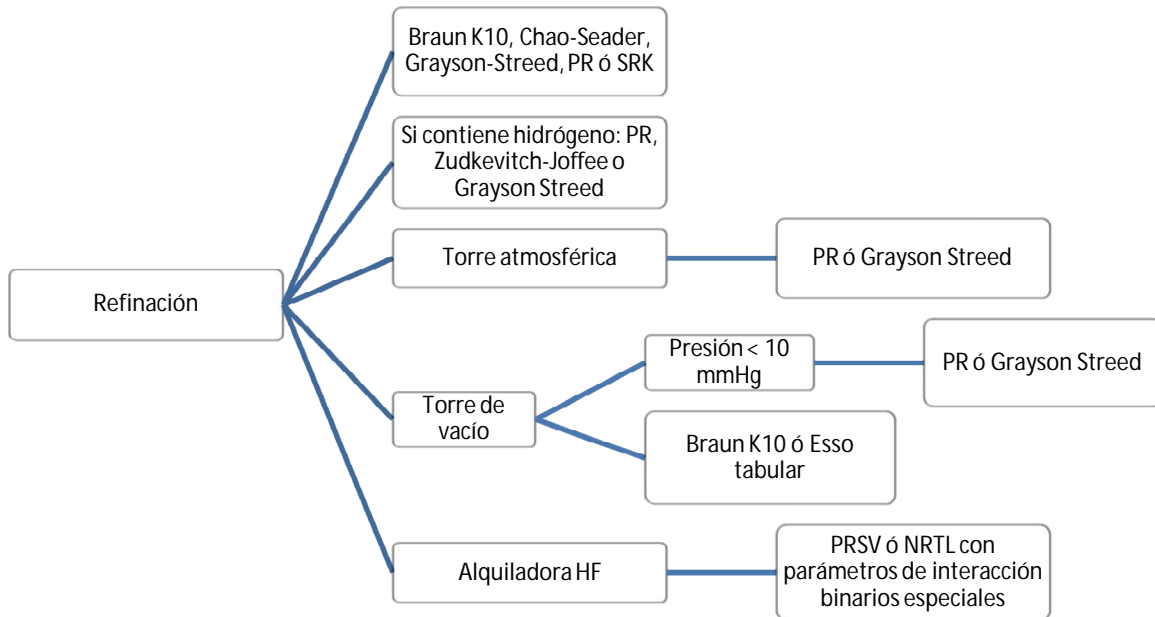 Braun K10, Chao-Seader,
Grayson-Streed, PR ó SRK
Si contiene hidrógeno: PR,
Zudkevitch-Joffee o
Grayson Streed
Torre atmosférica
PR ó Grayson Streed
Refinación
Presión < 10
mmHg
PR ó Grayson Streed
Torre de
vacío
Braun K10 ó Esso
tabular
Alquiladora HF
PRSV ó NRTL con
parámetros de interacción
binarios especiales